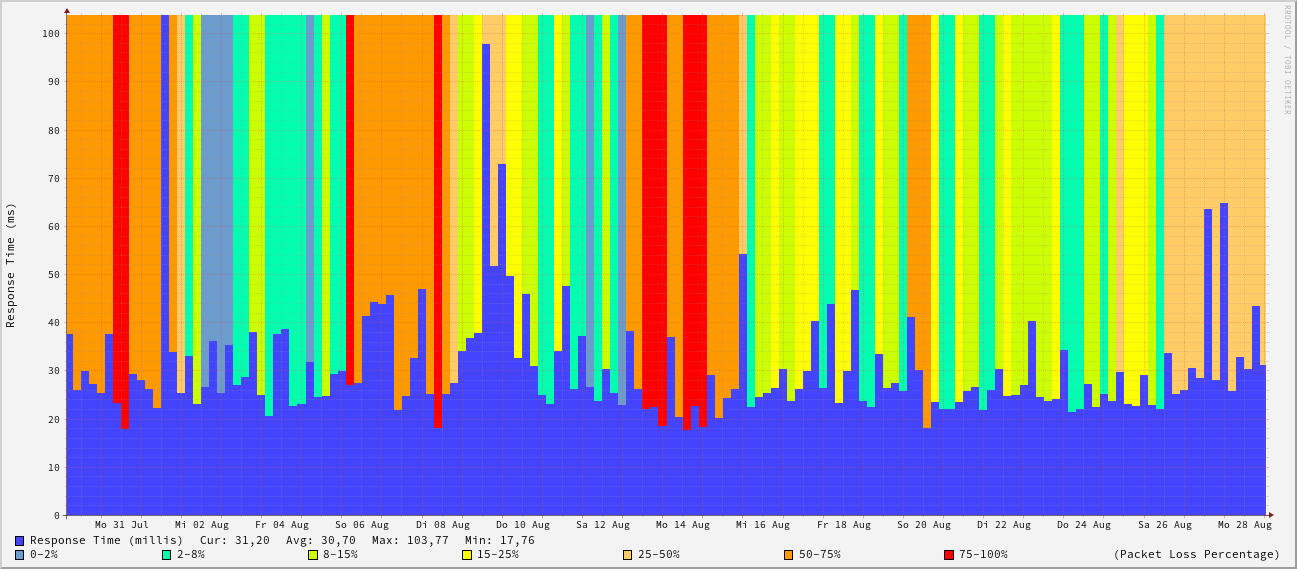 RRDTOOL / TOBI OETIKER
Response Time (ms)
100
90
80
70
60
50
40
30
20
10
0
Mo 31 Jul Mi 02 Aug Fr 04 Aug So 06 Aug Di 08 Aug Do 10 Aug Sa 12 Aug Mo 14 Aug Mi 16 Aug Fr 18 Aug So 20 Aug Di 22 Aug Do 24 Aug Sa 26 Aug Mo 28 Aug
Response Time (millis) Cur: 31,20 Avg: 30,70 Max: 103,77 Min: 17,76
0-2% 2-8% 8-15% 15-25% 25-50% 50-75% 75-100% (Packet Loss Percentage)